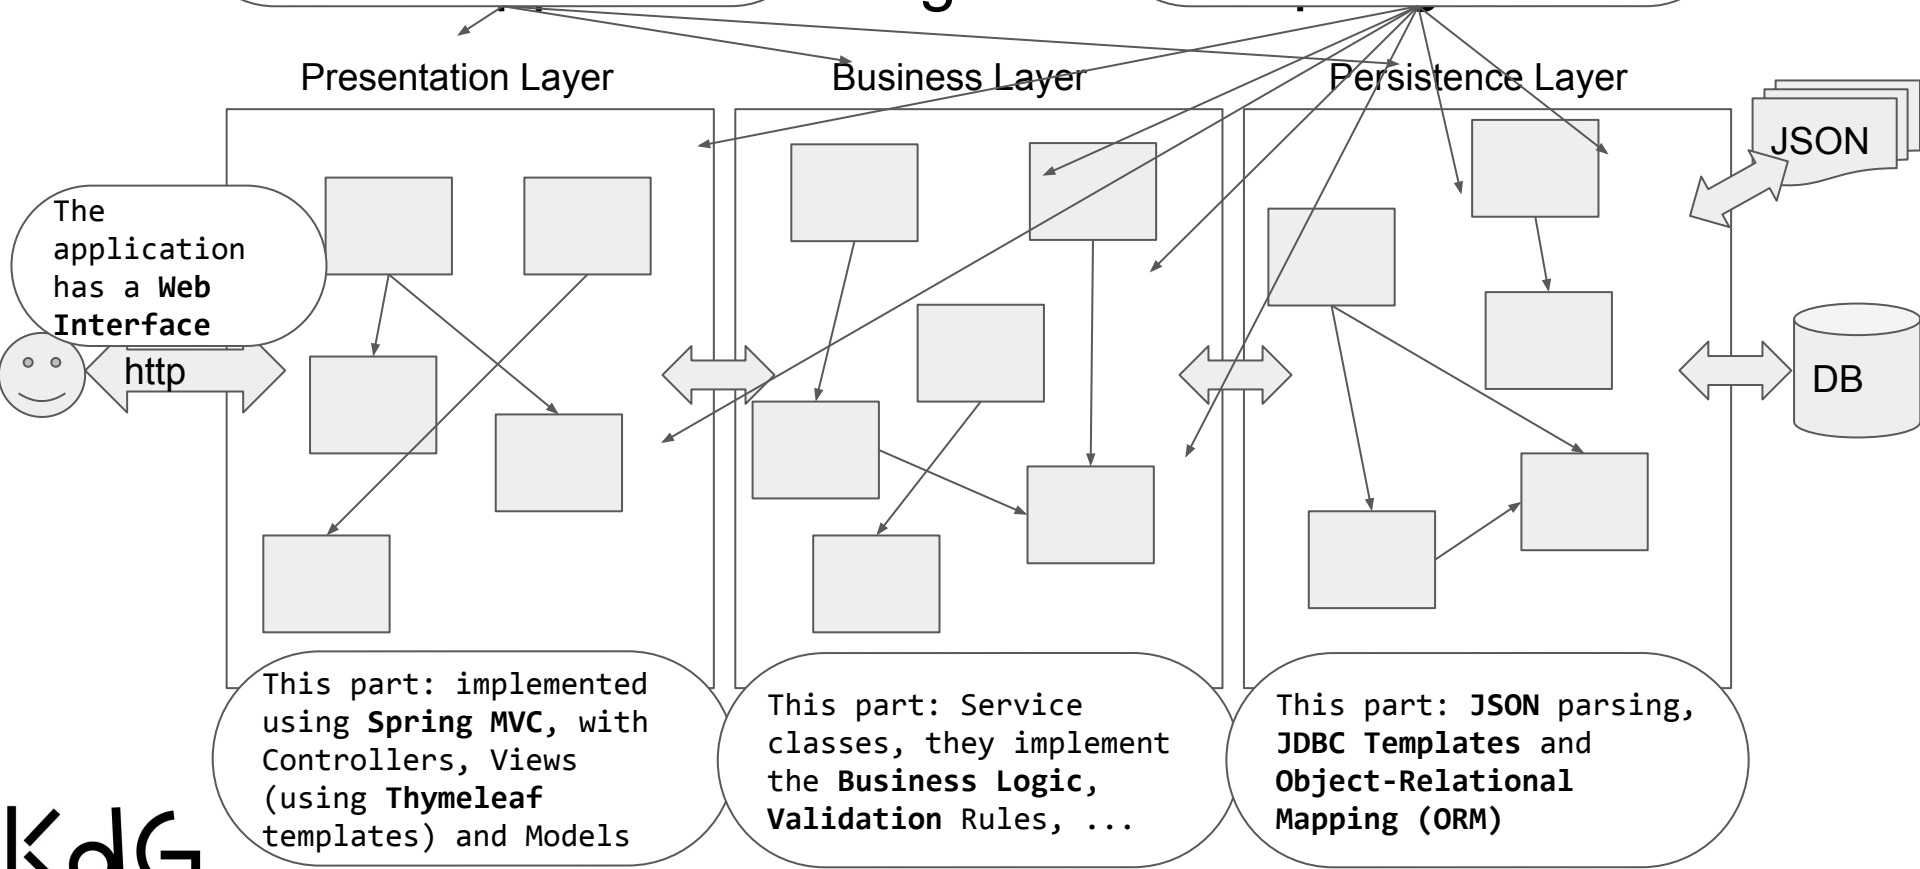 Presentation Layer
Business Layer
Persistence Layer
JSON
The
application
has a Web
Interface
http
DB
This part: implemented
using Spring MVC, with
Controllers, Views
(using Thymeleaf
templates) and Models
This part: Service
classes, they implement
the Business Logic,
Validation Rules, ...
This part: JSON parsing,
JDBC Templates and
Object-Relational
Mapping (ORM)
KdG